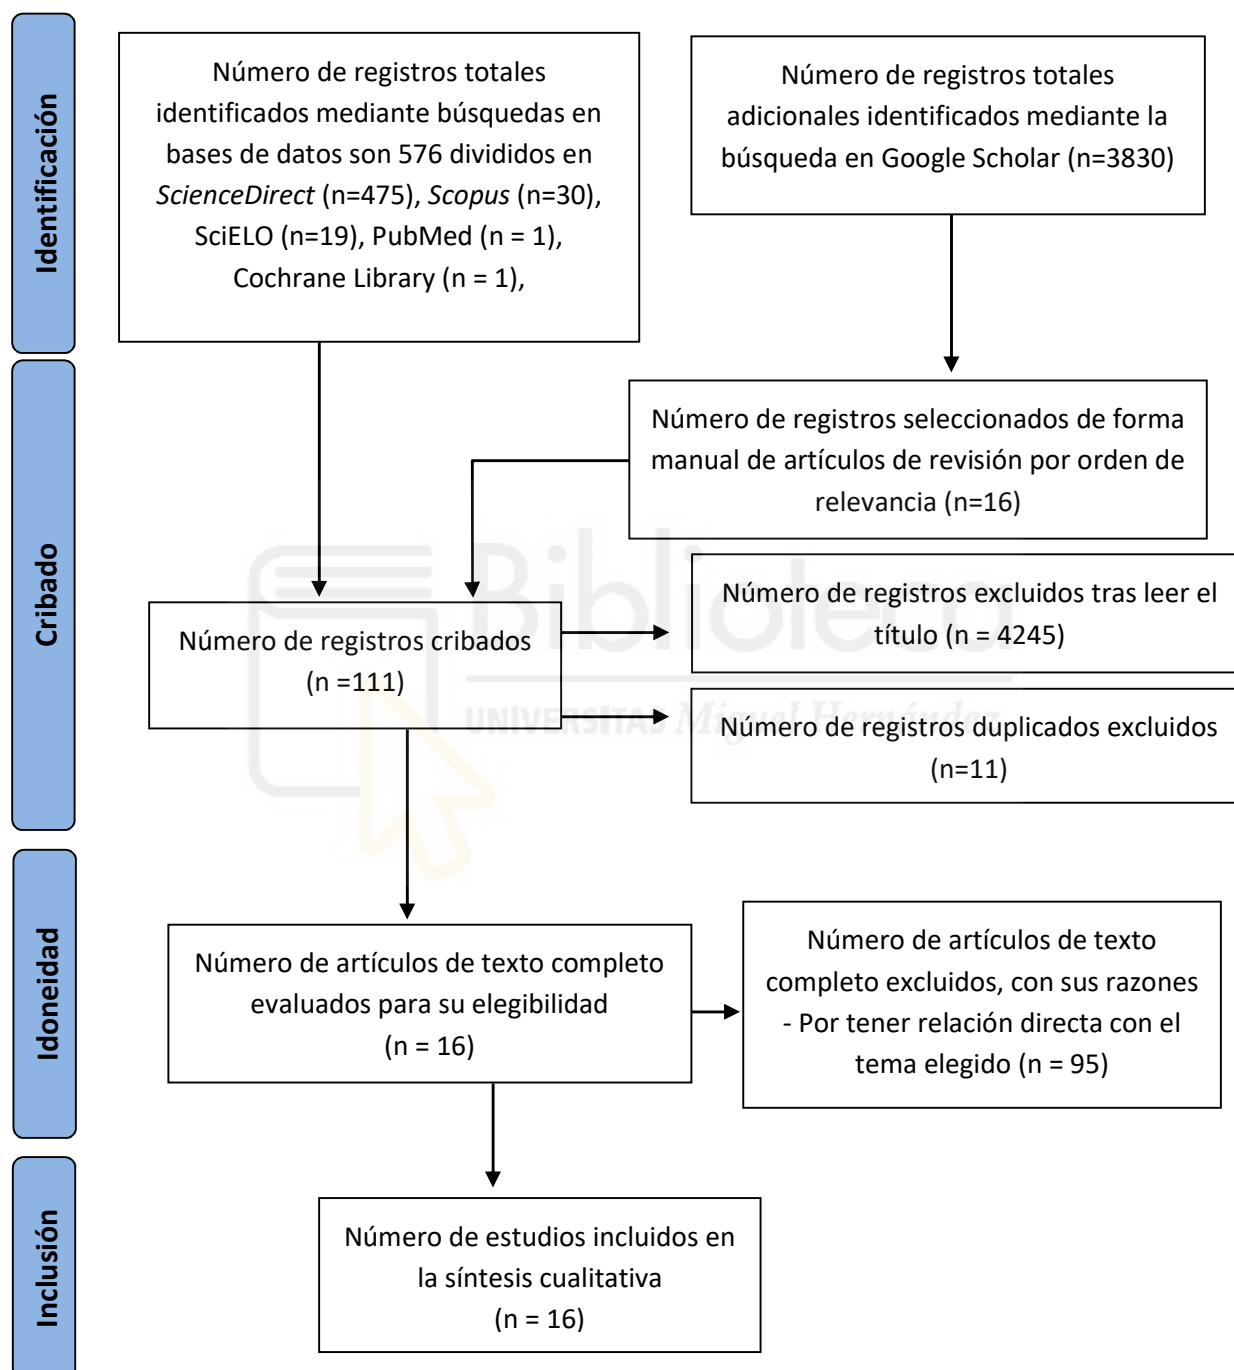 Identificación
Número de registros totales
identificados mediante búsquedas en
bases de datos son 576 divididos en
ScienceDirect (n=475), Scopus (n=30),
SciELO (n=19), PubMed (n = 1),
Cochrane Library (n = 1),
Número de registros totales
adicionales identificados mediante la
búsqueda en Google Scholar (n=3830)
Cribado
Número de registros seleccionados de forma
manual de artículos de revisión por orden de
relevancia (n=16)
Número de registros cribados
(n =111)
Número de registros excluidos tras leer el
título (n = 4245)
Número de registros duplicados excluidos
(n=11)
Biblioteca
UNIVERSITAS Miguel Hernández
Idoneidad
Número de artículos de texto completo
evaluados para su elegibilidad
(n = 16)
Número de artículos de texto
completo excluidos, con sus razones
- Por tener relación directa con el
tema elegido (n = 95)
Inclusión
Número de estudios incluidos en
la síntesis cualitativa
(n = 16)